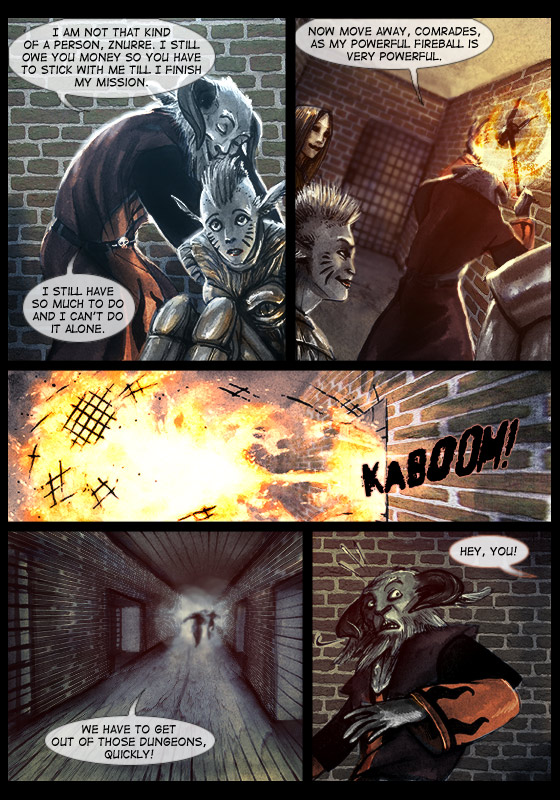 I AM NOT THAT KIND
OF A PERSON, ZNURRE. I STILL
OWE YOU MONEY SO YOU HAVE
TO STICK WITH ME TILL I FINISH
MY MISSION.
I STILL HAVE
SO MUCH TO DO
AND I CAN'T DO
IT ALONE.
NOW MOVE AWAY, COMRADES,
AS MY POWERFUL FIREBALL IS
VERY POWERFUL.
KABOOM!
WE HAVE TO GET
OUT OF THOSE DUNGEONS,
QUICKLY!
HEY, YOU!